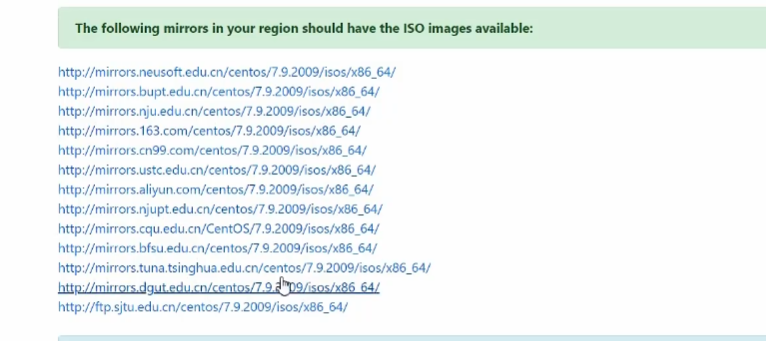 The following mirrors in your region should have the ISO images available:
http://mirrors.neusoft.edu.cn/centos/7.9.2009/isos/x86_64/
http://mirrors.bupt.edu.cn/centos/7.9.2009/isos/x86_64/
http://mirrors.nju.edu.cn/centos/7.9.2009/isos/x86_64/
http://mirrors.163.com/centos/7.9.2009/isos/x86_64/
http://mirrors.cn99.com/centos/7.9.2009/isos/x86_64/
http://mirrors.ustc.edu.cn/centos/7.9.2009/isos/x86_64/
http://mirrors.aliyun.com/centos/7.9.2009/isos/x86_64/
http://mirrors.njupt.edu.cn/centos/7.9.2009/isos/x86_64/
http://mirrors.cqu.edu.cn/CentOS/7.9.2009/isos/x86_64/
http://mirrors.bfsu.edu.cn/centos/7.9.2009/isos/x86_64/
http://mirrors.tuna.tsinghua.edu.cn/centos/7.9.2009/isos/x86_64/
http://mirrors.dgut.edu.cn/centos/7.9.2009/isos/x86_64/
http://ftp.sjtu.edu.cn/centos/7.9.2009/isos/x86_64/